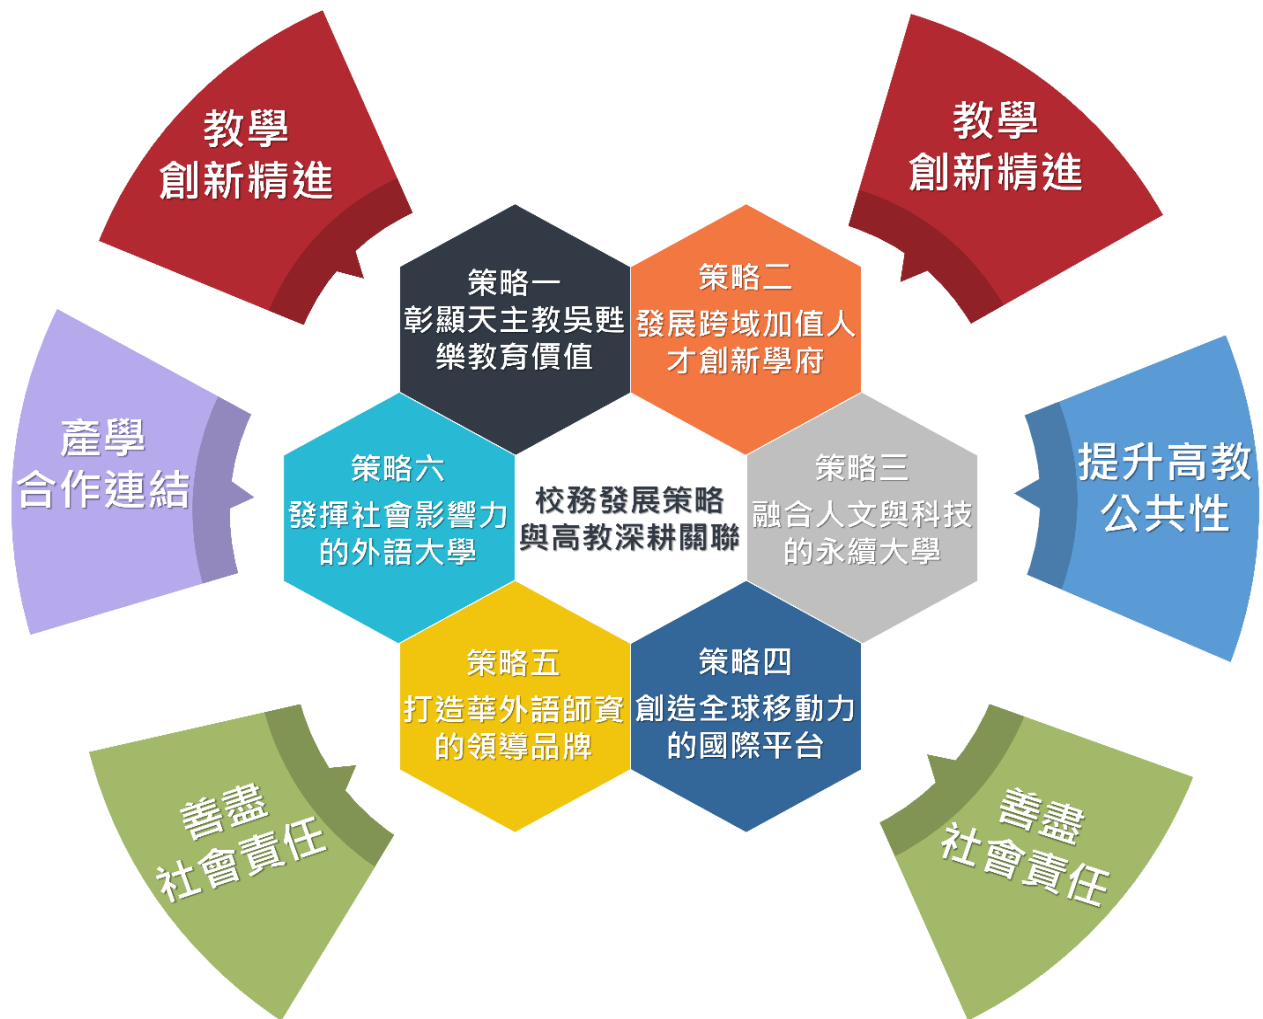 教學
創新精進
教學
創新精進
策略一
彰顯天主教吳甦
樂教育價值
策略二
發展跨域加值人
才創新學府
產學
合作連結
策略六
發揮社會影響力
的外語大學
校務發展策略
與高教深耕關聯
策略三
融合人文與科技
的永續大學
提升高教
公共性
策略五
打造華外語師資
的領導品牌
策略四
創造全球移動力
的國際平台
善盡
社會責任
善盡
社會責任